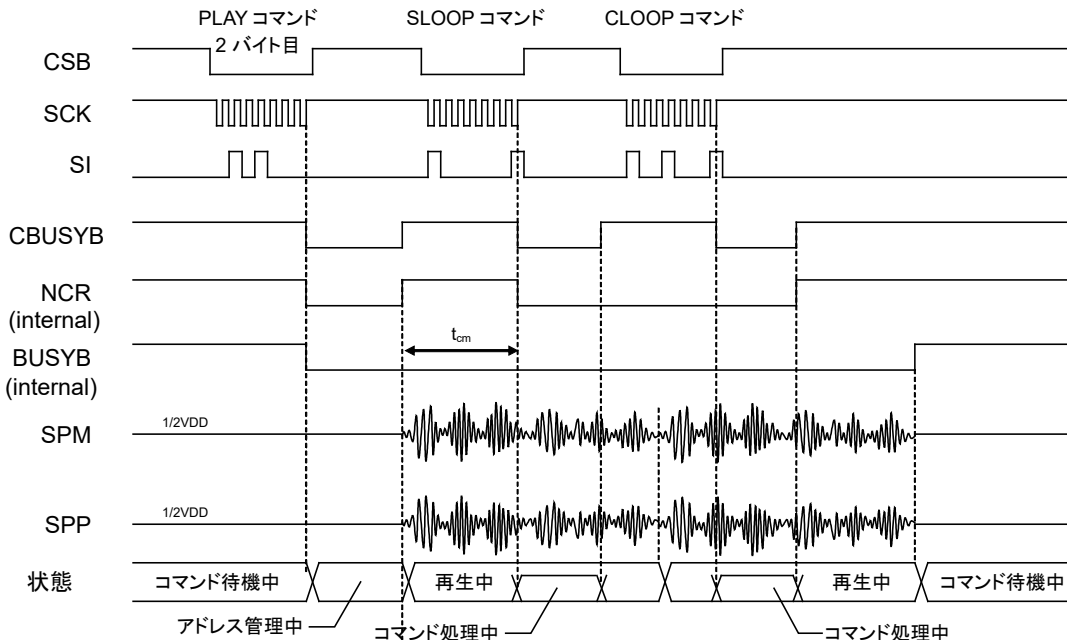 PLAY コマンド
2 バイト目
SLOOP コマンド
CLOOP コマンド
CSB
SCK
SI
CBUSYB
NCR
(internal)
tcm
BUSYB
(internal)
1/2VDD
SPM
1/2VDD
SPP
状態
コマンド待機中
再生中
再生中
コマンド待機中
アドレス管理中
コマンド処理中
コマンド処理中